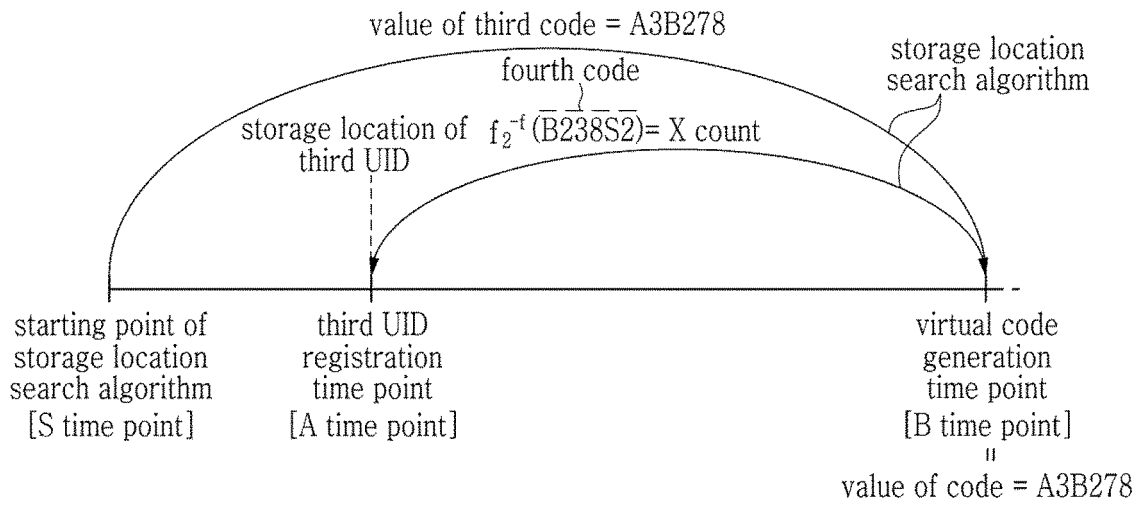 value of third code = A3B278
storage location
search algorithm
fourth code
storage location of
third UID
f₂⁻ᶠ(B238S2)= X count
starting point of
storage location
search algorithm
[S time point]
third UID
registration
time point
[A time point]
virtual code
generation
time point
[B time point]
=
value of code = A3B278